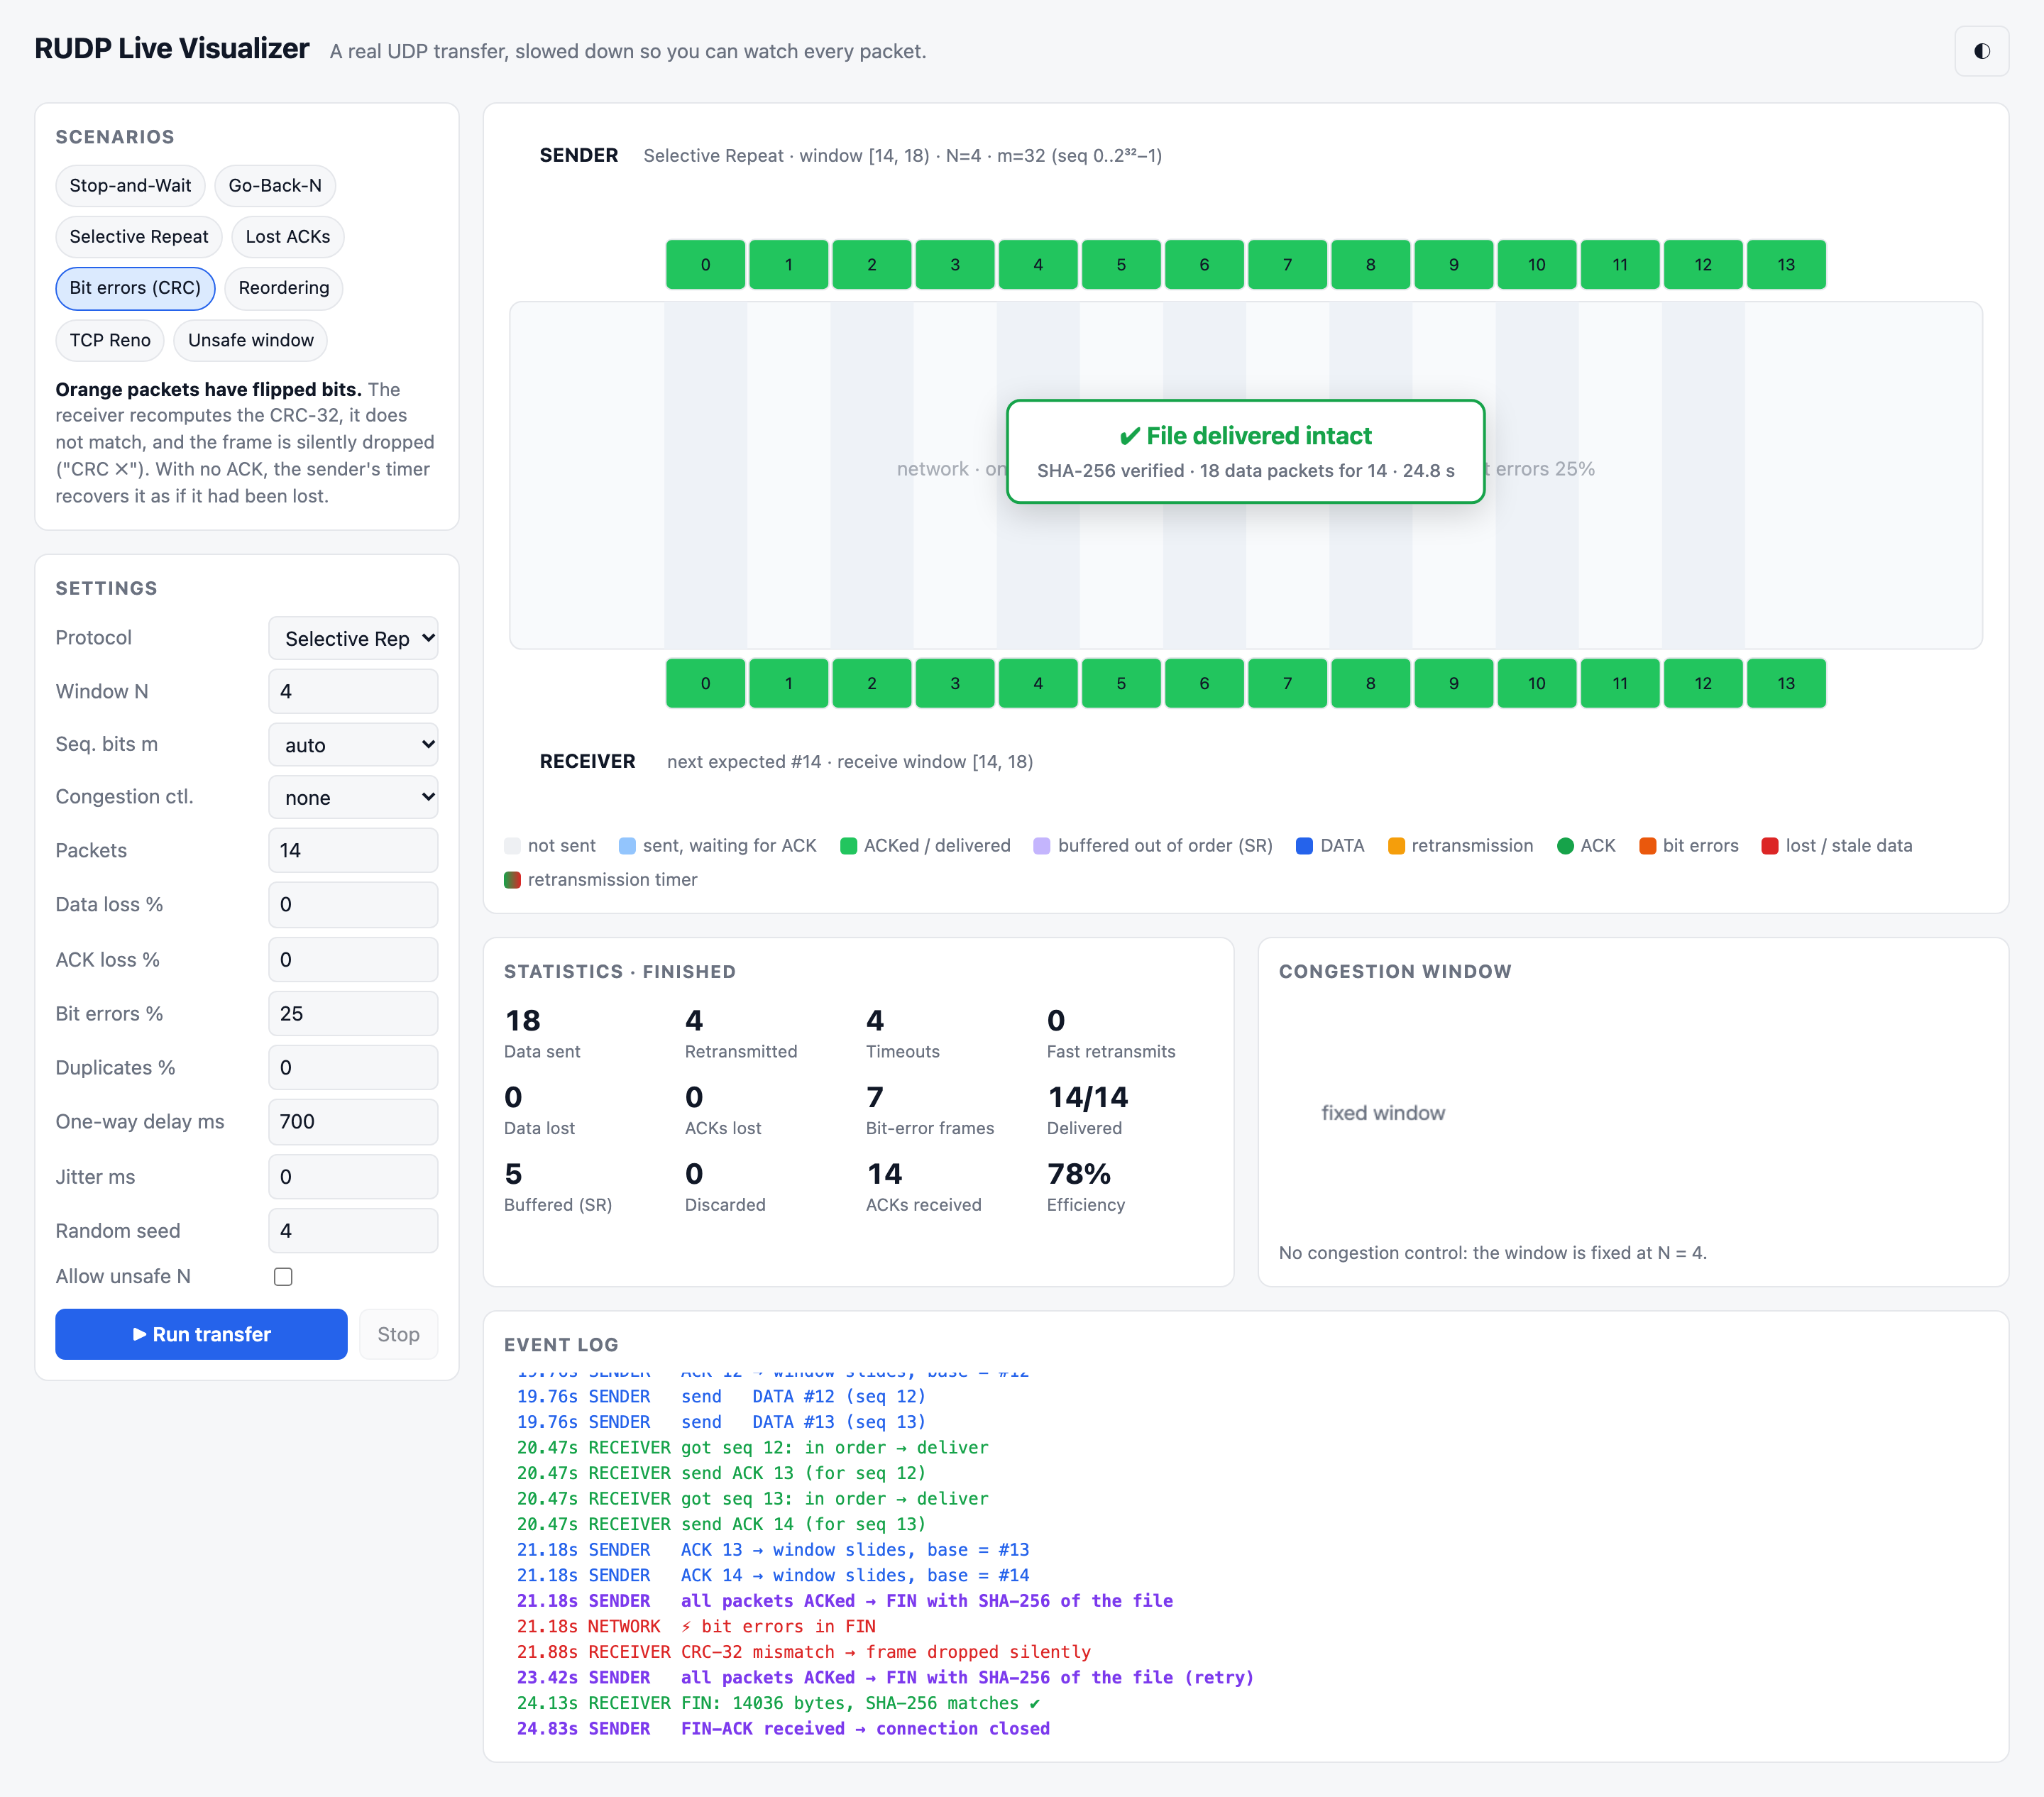 RUDP Live Visualizer A real UDP transfer, slowed down so you can watch every packet.
SCENARIOS
Stop-and-Wait Go-Back-N
Selective Repeat Lost ACKs
Bit errors (CRC) Reordering
TCP Reno Unsafe window
Orange packets have flipped bits. The
receiver recomputes the CRC-32, it does
not match, and the frame is silently dropped
("CRC ✕"). With no ACK, the sender's timer
recovers it as if it had been lost.
SETTINGS
Protocol Selective Rep
Window N 4
Seq. bits m auto
Congestion ctl. none
Packets 14
Data loss % 0
ACK loss % 0
Bit errors % 25
Duplicates % 0
One-way delay ms 700
Jitter ms 0
Random seed 4
Allow unsafe N
▶ Run transfer Stop
SENDER Selective Repeat · window [14, 18) · N=4 · m=32 (seq 0..2³²−1)
0 1 2 3 4 5 6 7 8 9 10 11 12 13
✔ File delivered intact
network · on
SHA-256 verified · 18 data packets for 14 · 24.8 s
t errors 25%
0 1 2 3 4 5 6 7 8 9 10 11 12 13
RECEIVER next expected #14 · receive window [14, 18)
not sent sent, waiting for ACK ACKed / delivered buffered out of order (SR) DATA retransmission ACK bit errors lost / stale data
retransmission timer
STATISTICS · FINISHED
18 4 4 0
Data sent Retransmitted Timeouts Fast retransmits
0 0 7 14/14
Data lost ACKs lost Bit-error frames Delivered
5 0 14 78%
Buffered (SR) Discarded ACKs received Efficiency
CONGESTION WINDOW
fixed window
No congestion control: the window is fixed at N = 4.
EVENT LOG
19.76s SENDER ACK 12 → window slides, base = #12
19.76s SENDER send DATA #12 (seq 12)
19.76s SENDER send DATA #13 (seq 13)
20.47s RECEIVER got seq 12: in order → deliver
20.47s RECEIVER send ACK 13 (for seq 12)
20.47s RECEIVER got seq 13: in order → deliver
20.47s RECEIVER send ACK 14 (for seq 13)
21.18s SENDER ACK 13 → window slides, base = #13
21.18s SENDER ACK 14 → window slides, base = #14
21.18s SENDER all packets ACKed → FIN with SHA-256 of the file
21.18s NETWORK ⚡ bit errors in FIN
21.88s RECEIVER CRC-32 mismatch → frame dropped silently
23.42s SENDER all packets ACKed → FIN with SHA-256 of the file (retry)
24.13s RECEIVER FIN: 14036 bytes, SHA-256 matches ✔
24.83s SENDER FIN-ACK received → connection closed